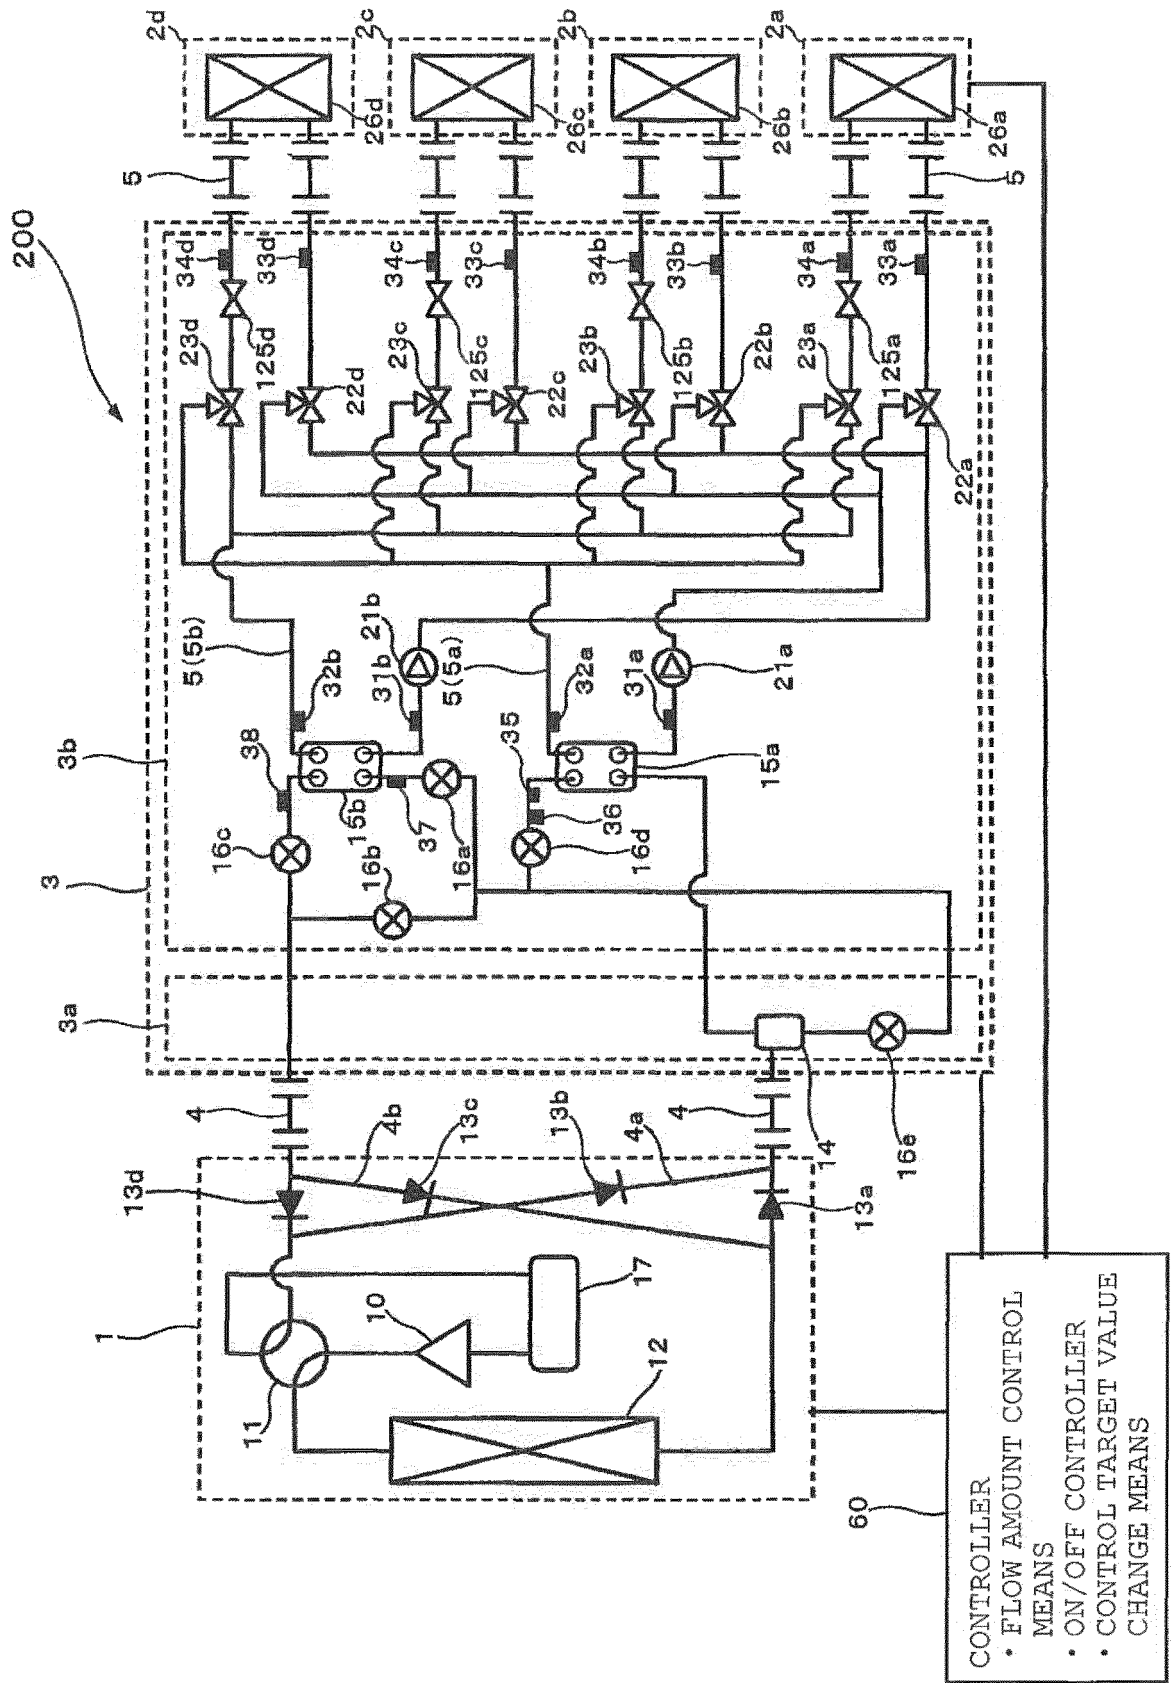 200
2d
2c
2b
2a
26d
26c
26b
26a
5
5
34d
33d
34c
33c
34b
33b
34a
33a
23d
125d
22d
23c
125c
22c
23b
125b
22b
23a
125a
22a
5(5b)
21b
5(5a)
21a
32b
31b
32a
31a
3b
38
15b
37
35
36
15a
16c
16b
16a
16d
3
3a
14
16e
4
4
4b
13c
13b
4a
13d
13a
1
11
10
17
12
60
CONTROLLER
• FLOW AMOUNT CONTROL
MEANS
• ON/OFF CONTROLLER
• CONTROL TARGET VALUE
CHANGE MEANS